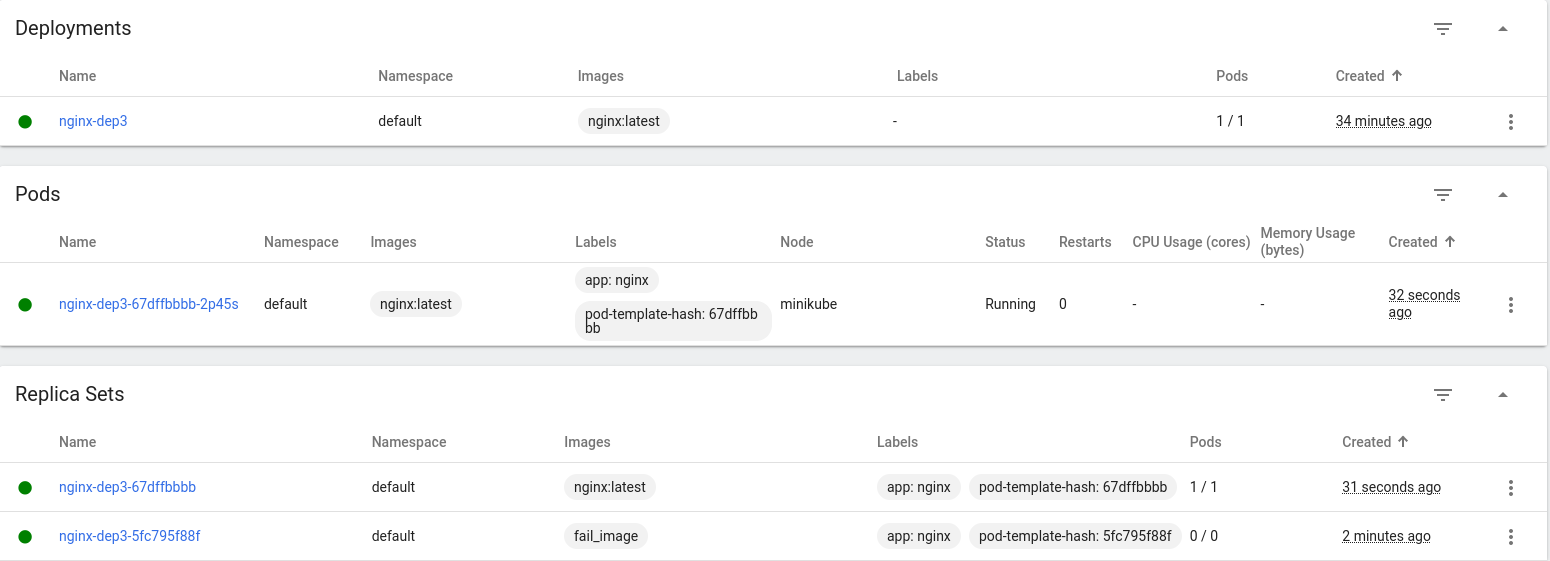 Deployments
Name Namespace Images Labels Pods Created
nginx-dep3 default nginx:latest - 1 / 1 34 minutes ago
Pods
Name Namespace Images Labels Node Status Restarts CPU Usage (cores) Memory Usage (bytes) Created
nginx-dep3-67dffbbbb-2p45s default nginx:latest app: nginx pod-template-hash: 67dffbb
bb minikube Running 0 - - 32 seconds
ago
Replica Sets
Name Namespace Images Labels Pods Created
nginx-dep3-67dffbbbb default nginx:latest app: nginx pod-template-hash: 67dffbbbb 1 / 1 31 seconds ago
nginx-dep3-5fc795f88f default fail_image app: nginx pod-template-hash: 5fc795f88f 0 / 0 2 minutes ago